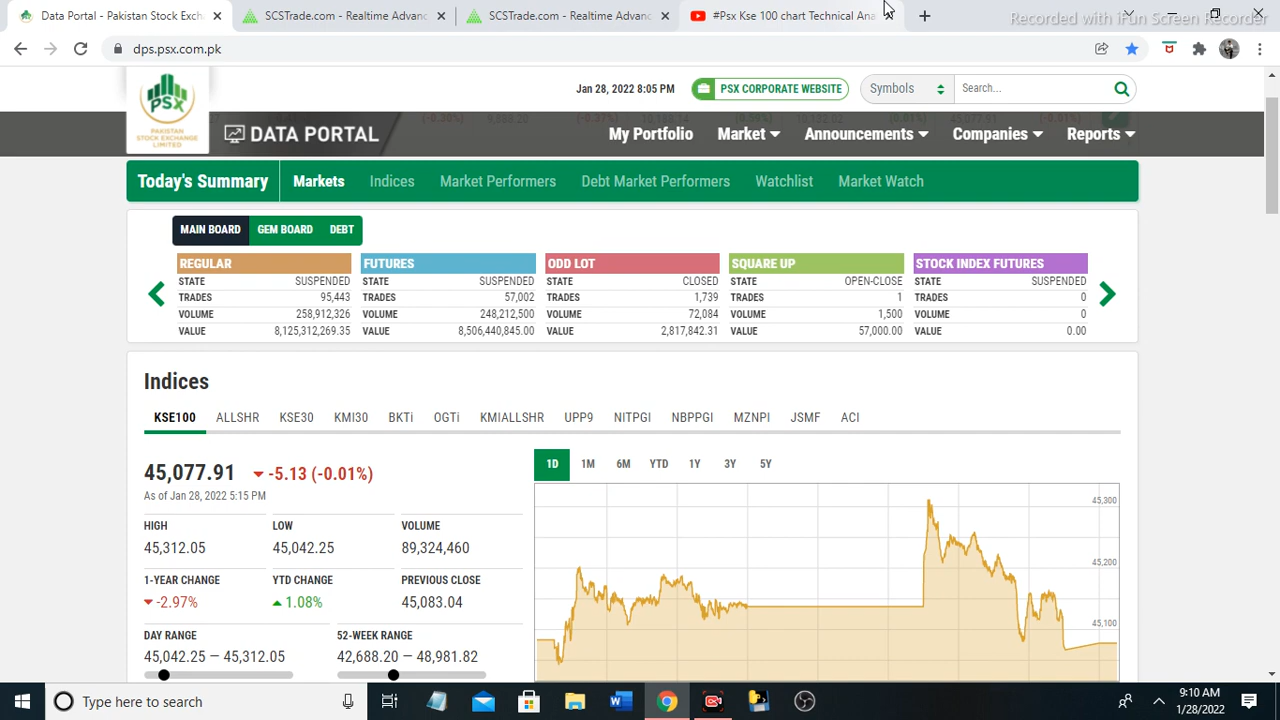 Data Portal - Pakistan Stock Exc
SCSTrade.com - Realtime Advanc
SCSTrade.com - Realtime Advanc
#Psx Kse 100 chart Technical Ana
Recorded with iFun Screen Recorder
dps.psx.com.pk
PSX
PAKISTAN
STOCK EXCHANGE
LIMITED
Jan 28, 2022 8:05 PM
PSX CORPORATE WEBSITE
Symbols
Search...
DATA PORTAL
My Portfolio
Market
Announcements
Companies
Reports
Today's Summary
Markets
Indices
Market Performers
Debt Market Performers
Watchlist
Market Watch
MAIN BOARD
GEM BOARD
DEBT
REGULAR
STATE SUSPENDED
TRADES 95,443
VOLUME 258,912,326
VALUE 8,125,312,269.35
FUTURES
STATE SUSPENDED
TRADES 57,002
VOLUME 248,212,500
VALUE 8,506,440,845.00
ODD LOT
STATE CLOSED
TRADES 1,739
VOLUME 72,084
VALUE 2,817,842.31
SQUARE UP
STATE OPEN-CLOSE
TRADES 1
VOLUME 1,500
VALUE 57,000.00
STOCK INDEX FUTURES
STATE SUSPENDED
TRADES 0
VOLUME 0
VALUE 0.00
Indices
KSE100 ALLSHR KSE30 KMI30 BKTi OGTi KMIALLSHR UPP9 NITPGI NBPPGI MZNPI JSMF ACI
45,077.91 -5.13 (-0.01%)
As of Jan 28, 2022 5:15 PM
HIGH LOW VOLUME
45,312.05 45,042.25 89,324,460
1-YEAR CHANGE YTD CHANGE PREVIOUS CLOSE
-2.97% 1.08% 45,083.04
DAY RANGE 52-WEEK RANGE
45,042.25 — 45,312.05 42,688.20 — 48,981.82
1D 1M 6M YTD 1Y 3Y 5Y
45,300
45,200
45,100
Type here to search
9:10 AM
1/28/2022